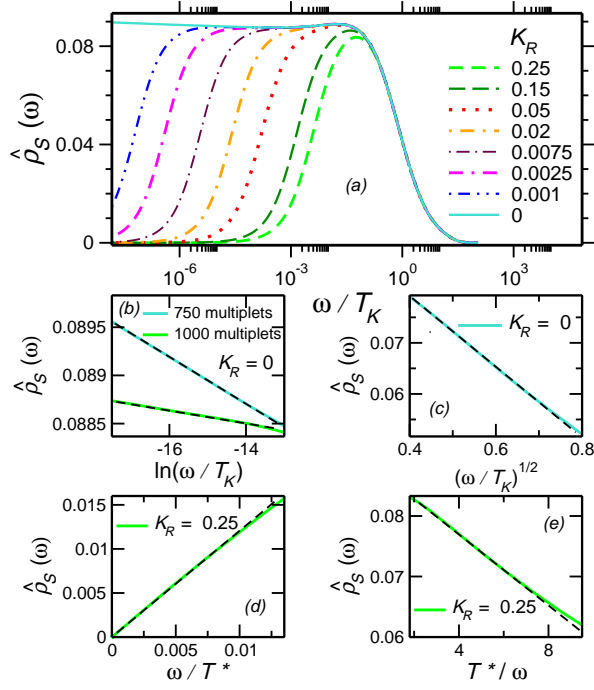 0.08
0.04
0
ρ̂_S (ω)
(a)
K_R
0.25
0.15
0.05
0.02
0.0075
0.0025
0.001
0
10^-6
10^-3
10^0
10^3
ω / T_K
(b)
750 multiplets
1000 multiplets
K_R = 0
0.0895
0.089
0.0885
ρ̂_S (ω)
-16
-14
ln(ω / T_K)
K_R = 0
(c)
0.07
0.06
ρ̂_S (ω)
0.4
0.6
0.8
(ω / T_K)^1/2
K_R = 0.25
(d)
0.015
0.01
0.005
0
ρ̂_S (ω)
0
0.005
0.01
ω / T *
(e)
K_R = 0.25
0.08
0.07
0.06
ρ̂_S (ω)
4
8
T * / ω